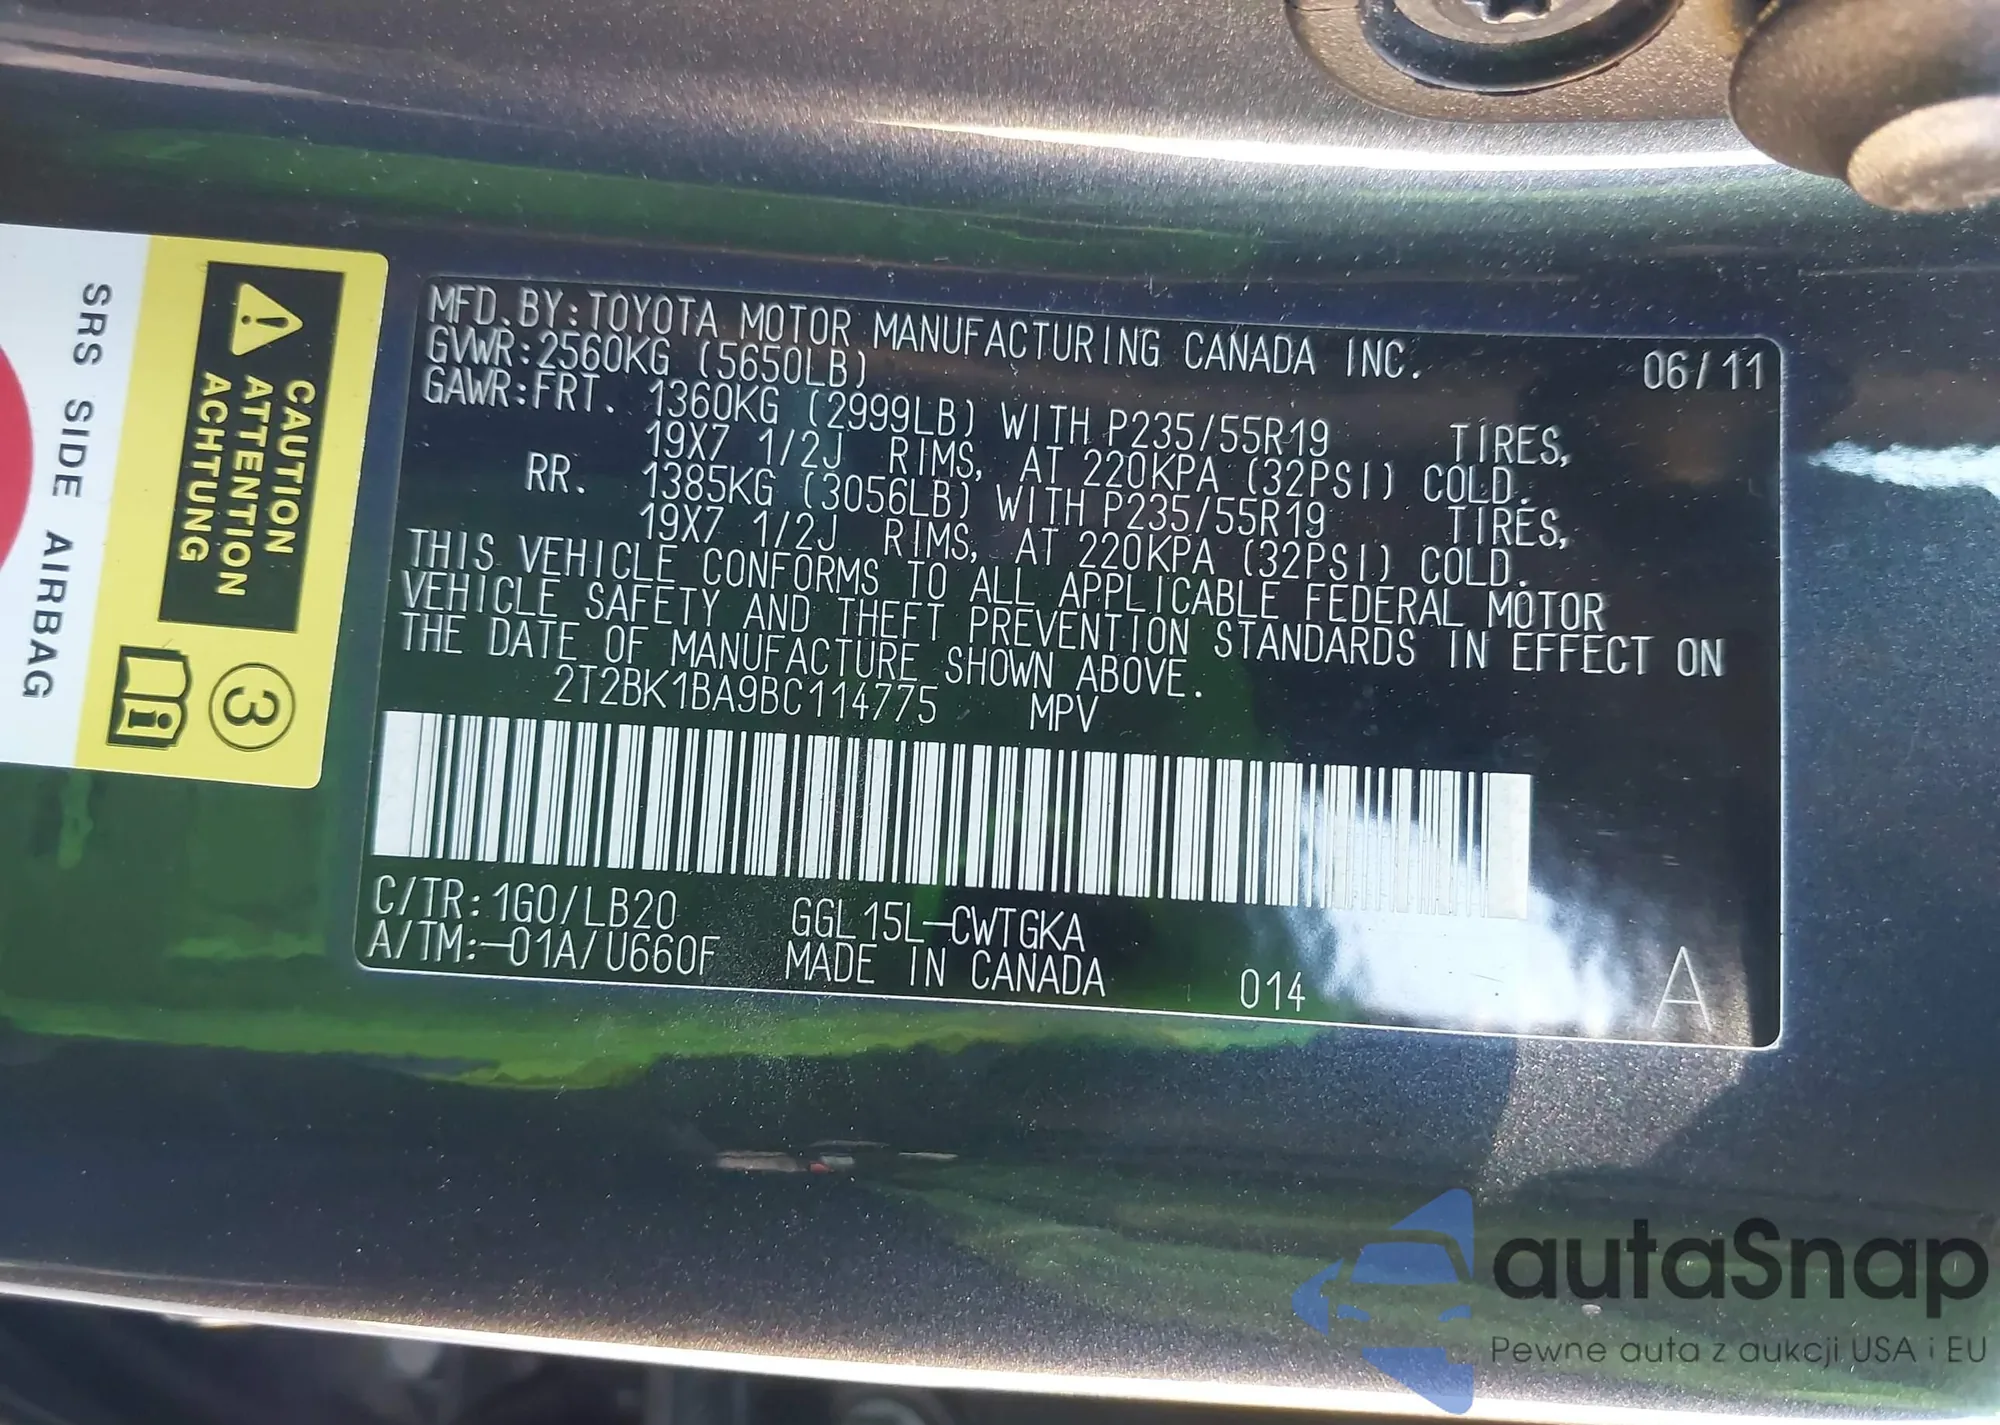 SRS SIDE AIRBAG
CAUTION
ATTENTION
ACHTUNG
3
MFD.BY:TOYOTA MOTOR MANUFACTURING CANADA INC. 06/11
GVWR:2560KG (5650LB)
GAWR:FRT. 1360KG (2999LB) WITH P235/55R19 TIRES,
19X7 1/2J RIMS, AT 220KPA (32PSI) COLD.
RR. 1385KG (3056LB) WITH P235/55R19 TIRES,
19X7 1/2J RIMS, AT 220KPA (32PSI) COLD.
THIS VEHICLE CONFORMS TO ALL APPLICABLE FEDERAL MOTOR
VEHICLE SAFETY AND THEFT PREVENTION STANDARDS IN EFFECT ON
THE DATE OF MANUFACTURE SHOWN ABOVE.
2T2BK1BA9BC114775 MPV
C/TR:1G0/LB20 GGL15L-CWTGKA
A/TM:-01A/U660F MADE IN CANADA 014 A
autaSnap
Pewne auta z aukcji USA i EU